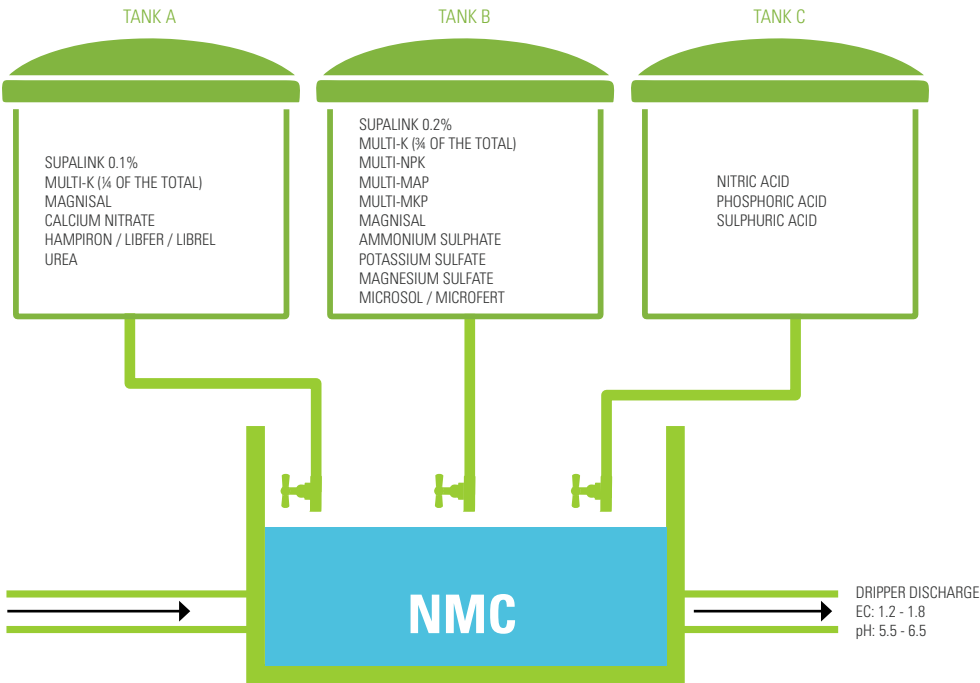 TANK A
TANK B
TANK C
SUPALINK 0.1%
MULTI-K (¼ OF THE TOTAL)
MAGNISAL
CALCIUM NITRATE
HAMPIRON / LIBFER / LIBREL
UREA
SUPALINK 0.2%
MULTI-K (¾ OF THE TOTAL)
MULTI-NPK
MULTI-MAP
MULTI-MKP
MAGNISAL
AMMONIUM SULPHATE
POTASSIUM SULFATE
MAGNESIUM SULFATE
MICROSOL / MICROFERT
NITRIC ACID
PHOSPHORIC ACID
SULPHURIC ACID
NMC
DRIPPER DISCHARGE
EC: 1.2 - 1.8
pH: 5.5 - 6.5